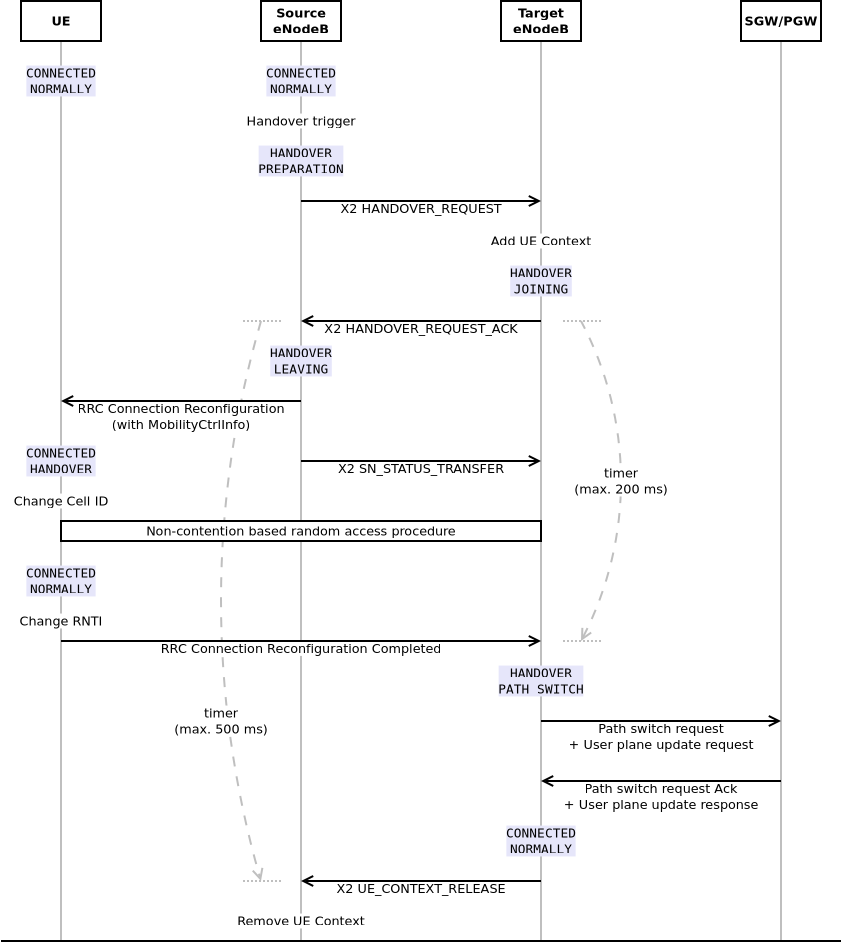 UE
Source
eNodeB
Target
eNodeB
SGW/PGW
CONNECTED
NORMALLY
CONNECTED
NORMALLY
Handover trigger
HANDOVER
PREPARATION
X2 HANDOVER_REQUEST
Add UE Context
HANDOVER
JOINING
X2 HANDOVER_REQUEST_ACK
HANDOVER
LEAVING
RRC Connection Reconfiguration
(with MobilityCtrlInfo)
CONNECTED
HANDOVER
X2 SN_STATUS_TRANSFER
timer
(max. 200 ms)
Change Cell ID
Non-contention based random access procedure
CONNECTED
NORMALLY
Change RNTI
RRC Connection Reconfiguration Completed
HANDOVER
PATH SWITCH
timer
(max. 500 ms)
Path switch request
+ User plane update request
Path switch request Ack
+ User plane update response
CONNECTED
NORMALLY
X2 UE_CONTEXT_RELEASE
Remove UE Context